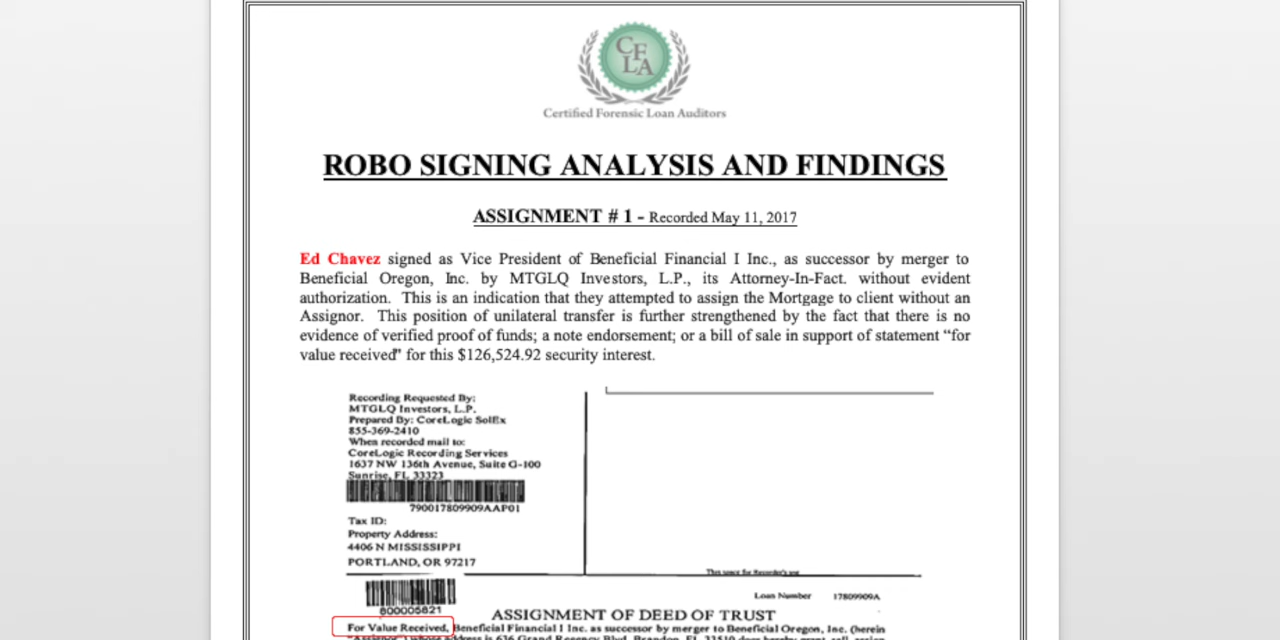 CF
LA
Certified Forensic Loan Auditors
ROBO SIGNING ANALYSIS AND FINDINGS
ASSIGNMENT # 1 - Recorded May 11, 2017
Ed Chavez signed as Vice President of Beneficial Financial I Inc., as successor by merger to
Beneficial Oregon, Inc. by MTGLQ Investors, L.P., its Attorney-In-Fact. without evident
authorization. This is an indication that they attempted to assign the Mortgage to client without an
Assignor. This position of unilateral transfer is further strengthened by the fact that there is no
evidence of verified proof of funds; a note endorsement; or a bill of sale in support of statement “for
value received” for this $126,524.92 security interest.
Recording Requested By:
MTGLQ Investors, L.P.
Prepared By: CoreLogic SolEx
855-369-2410
When recorded mail to:
CoreLogic Recording Services
1637 NW 136th Avenue, Suite G-100
Sunrise, FL 33323
790017809909AAP01
Tax ID:
Property Address:
4406 N MISSISSIPPI
PORTLAND, OR 97217
This space for Recorder's use
Loan Number 17809909A
800005821
ASSIGNMENT OF DEED OF TRUST
For Value Received, Beneficial Financial I Inc. as successor by merger to Beneficial Oregon, Inc. (herein